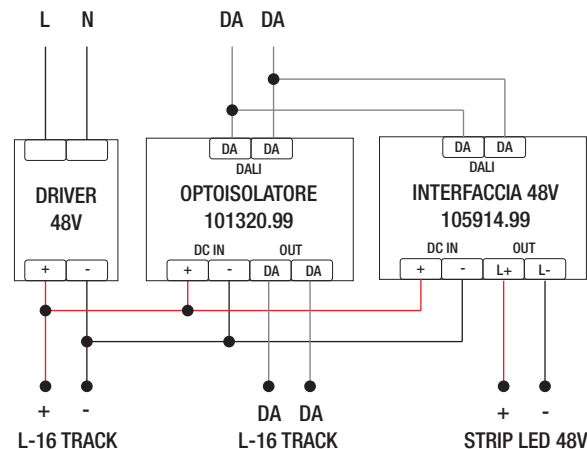 L N DA DA
DA DA
DALI
DA DA
DALI
DRIVER
48V
OPTOISOLATORE
101320.99
INTERFACCIA 48V
105914.99
DC IN OUT
DC IN OUT
+ -
+ - DA DA
+ - L+ L-
+ -
L-16 TRACK
DA DA
L-16 TRACK
+ -
STRIP LED 48V